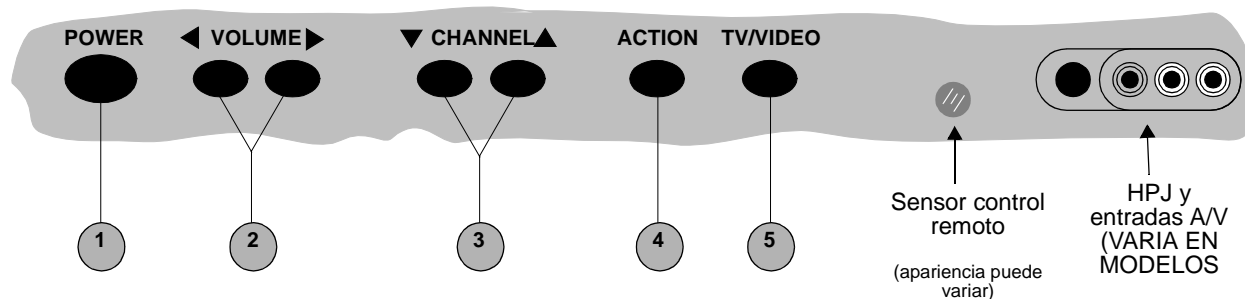 POWER ◀ VOLUME ▶ ▼ CHANNEL ▲ ACTION TV/VIDEO
1 2 3 4 5
Sensor control
remoto
(apariencia puede
variar)
HPJ y
entradas A/V
(VARIA EN
MODELOS